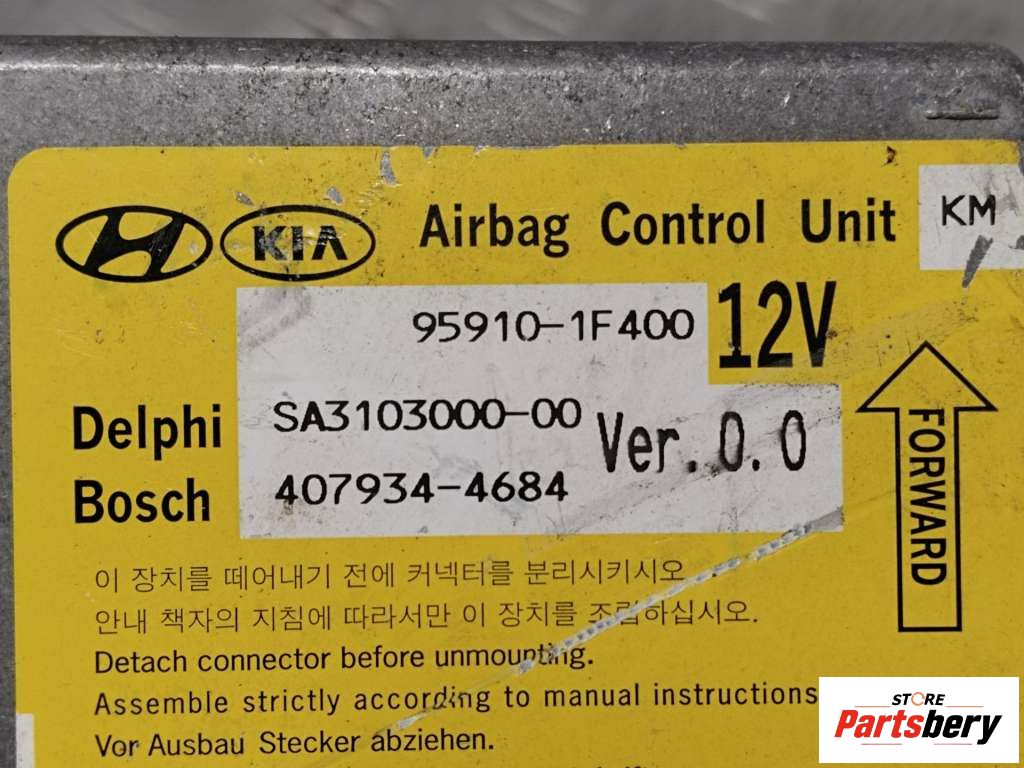 KIA Airbag Control Unit KM
95910-1F400 12V
Delphi SA3103000-00 Ver.0.0
Bosch 407934-4684
FORWARD
이 장치를 떼어내기 전에 커넥터를 분리시키시오
안내 책자의 지침에 따라서만 이 장치를 조립하십시오.
Detach connector before unmounting.
Assemble strictly according to manual instructions
Vor Ausbau Stecker abziehen.
STORE
Partsbery